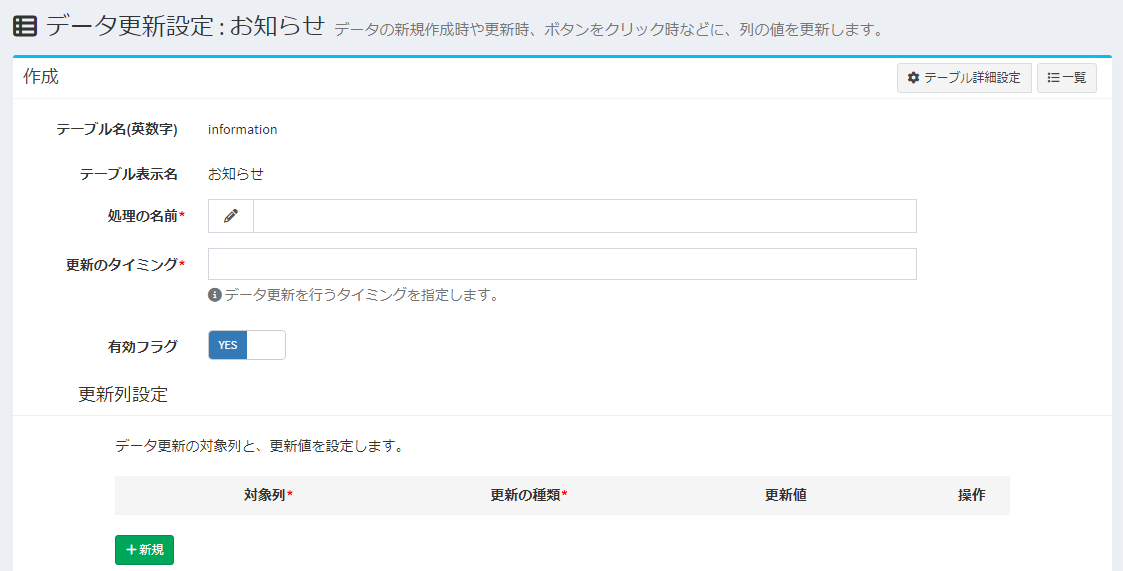 データ更新設定 : お知らせ データの新規作成時や更新時、ボタンをクリック時などに、列の値を更新します。
作成 テーブル詳細設定 一覧
テーブル名(英数字) information
テーブル表示名 お知らせ
処理の名前*
更新のタイミング*
データ更新を行うタイミングを指定します。
有効フラグ YES
更新列設定
データ更新の対象列と、更新値を設定します。
対象列* 更新の種類* 更新値 操作
+新規